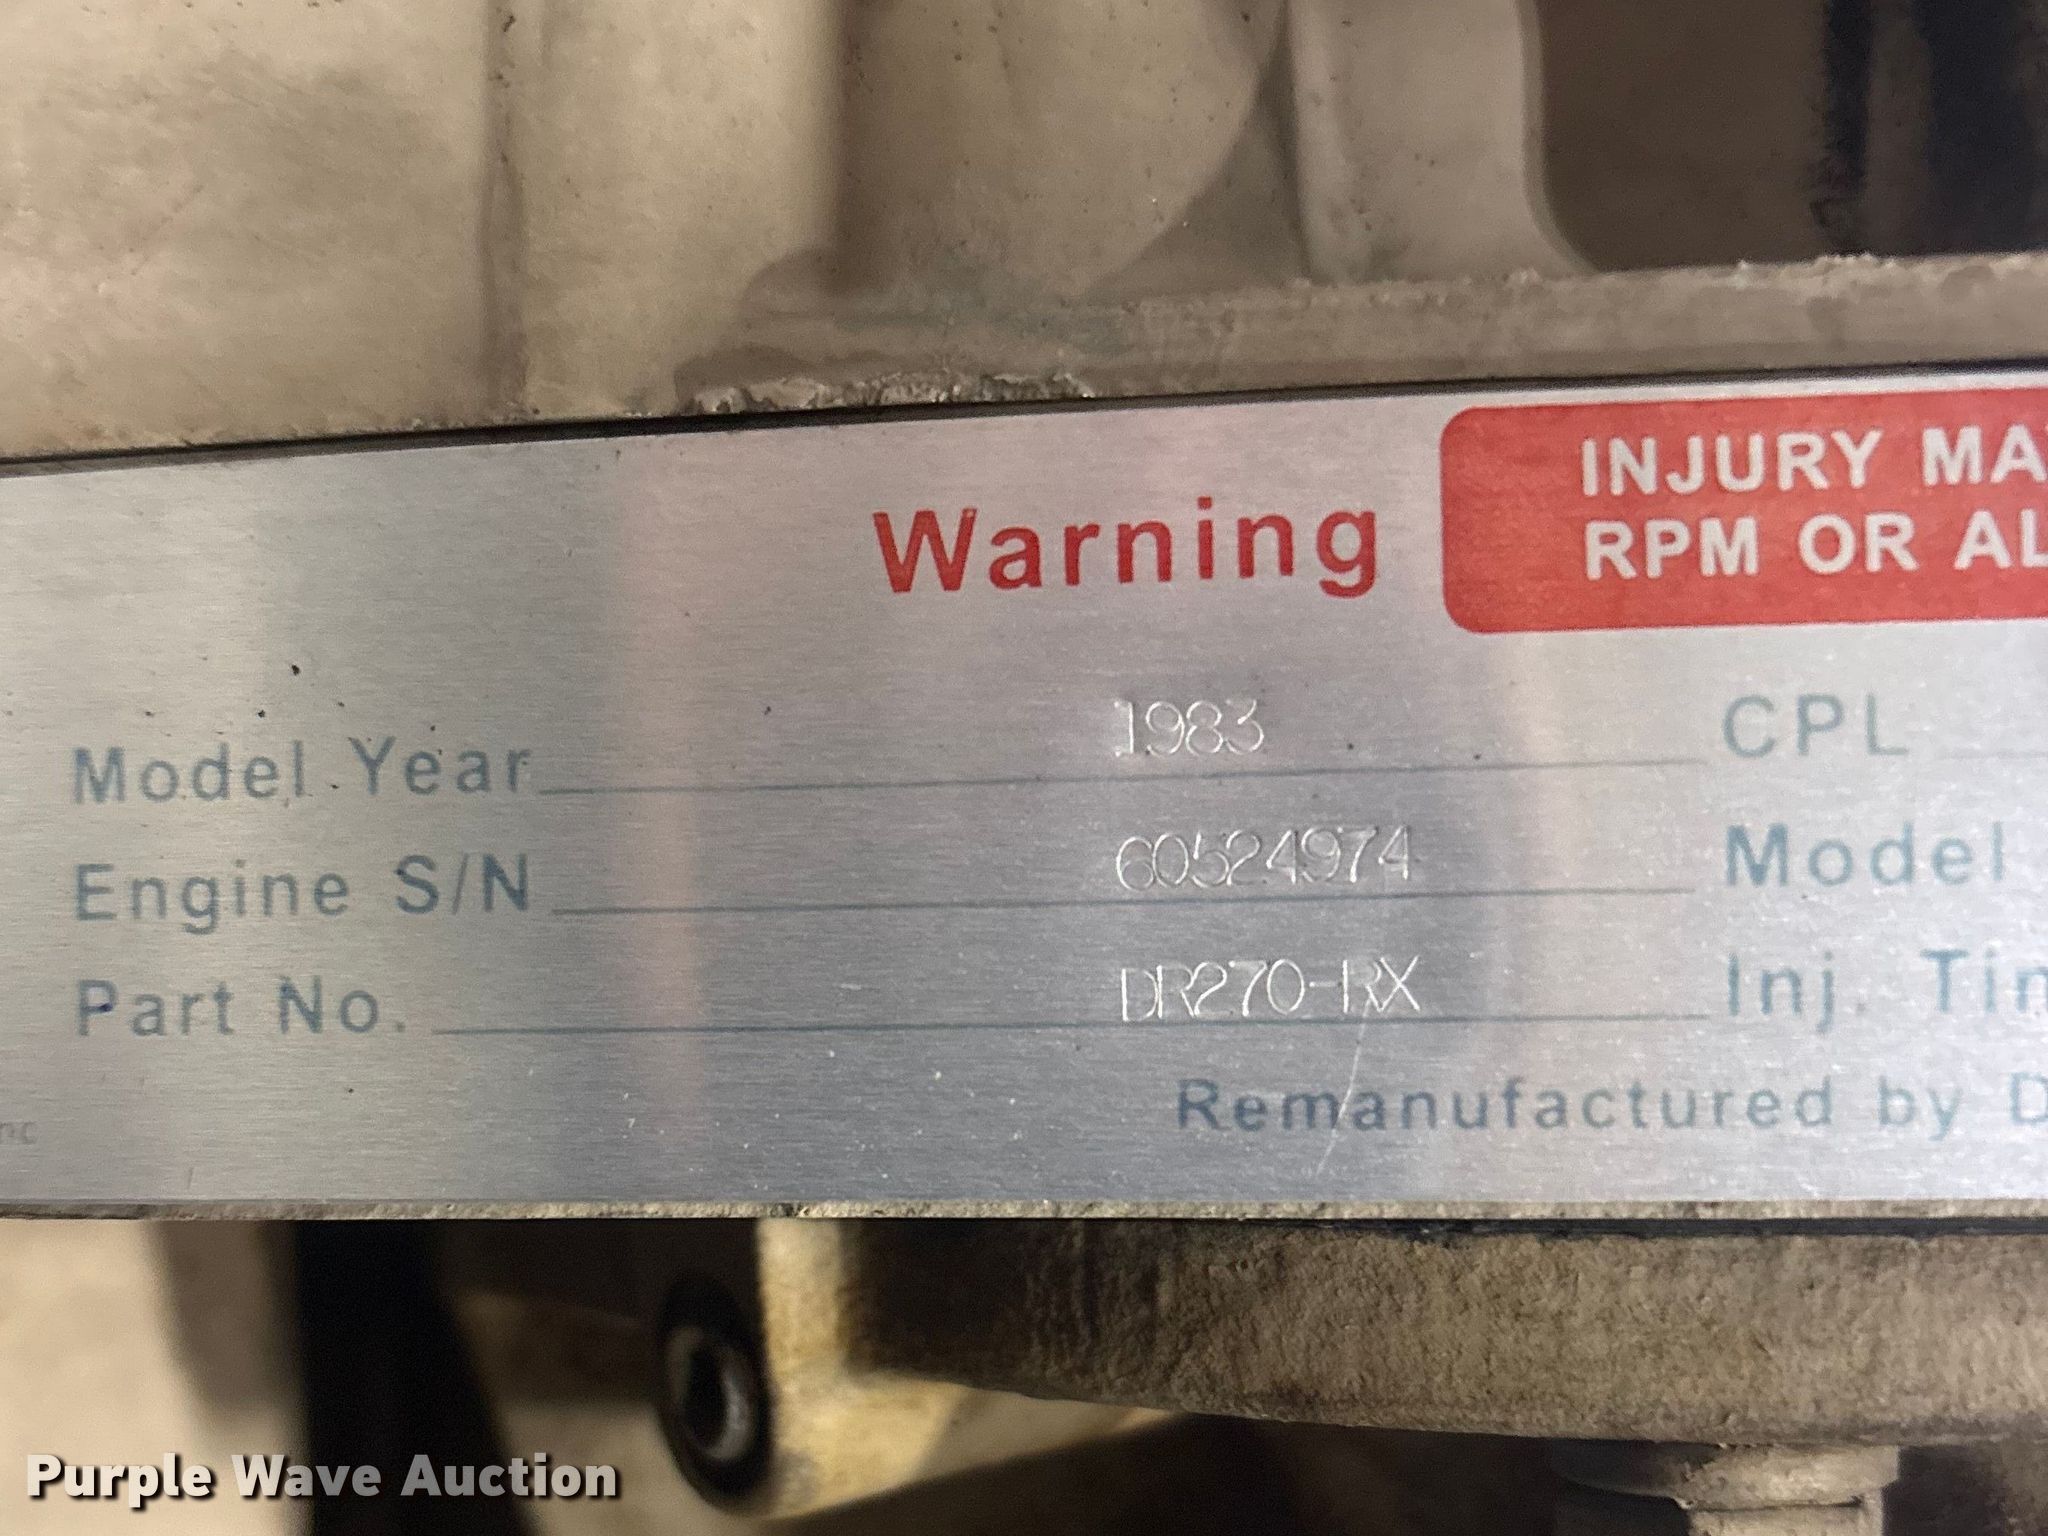 INJURY MA
RPM OR AL
Warning
Model Year 1983 CPL
Engine S/N 60524974 Model
Part No. DR270-RX Inj. Tim
Remanufactured by D
nc
Purple Wave Auction